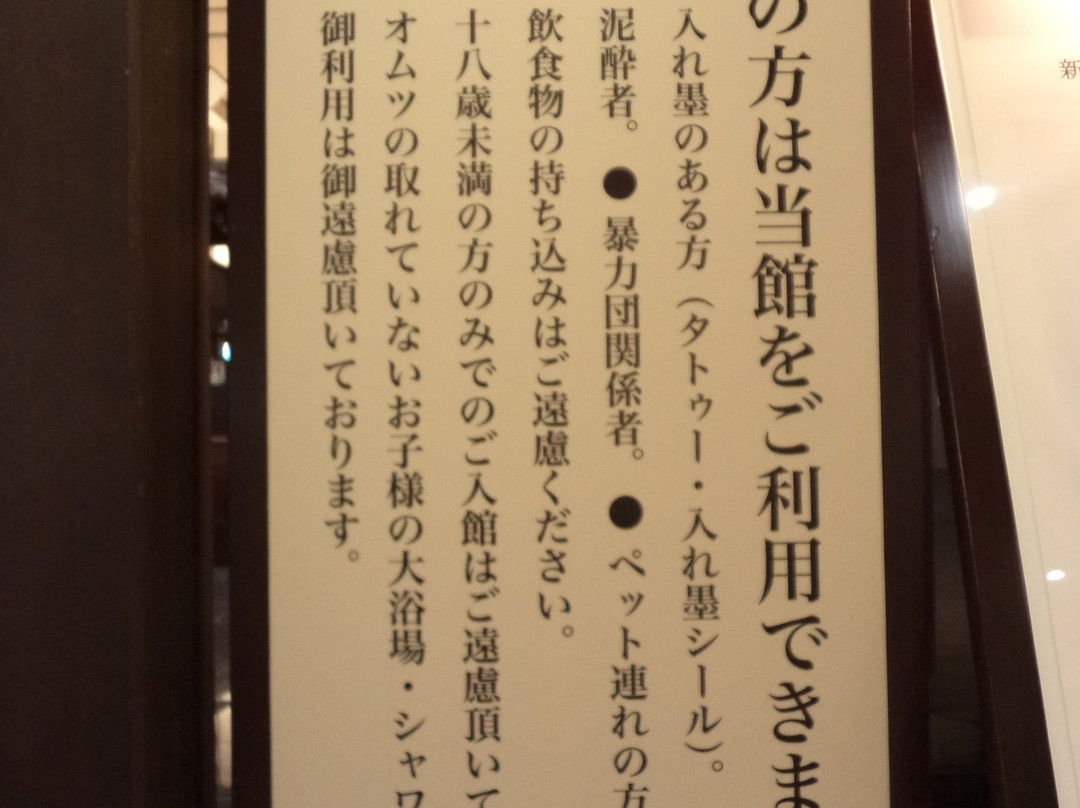 の方は当館をご利用できま
入れ墨のある方（タトゥー・入れ墨シール）。
泥酔者。 ● 暴力団関係者。 ● ペット連れの方
飲食物の持ち込みはご遠慮ください。
十八歳未満の方のみでのご入館はご遠慮頂いて
オムツの取れていないお子様の大浴場・シャワ
御利用は御遠慮頂いております。
新